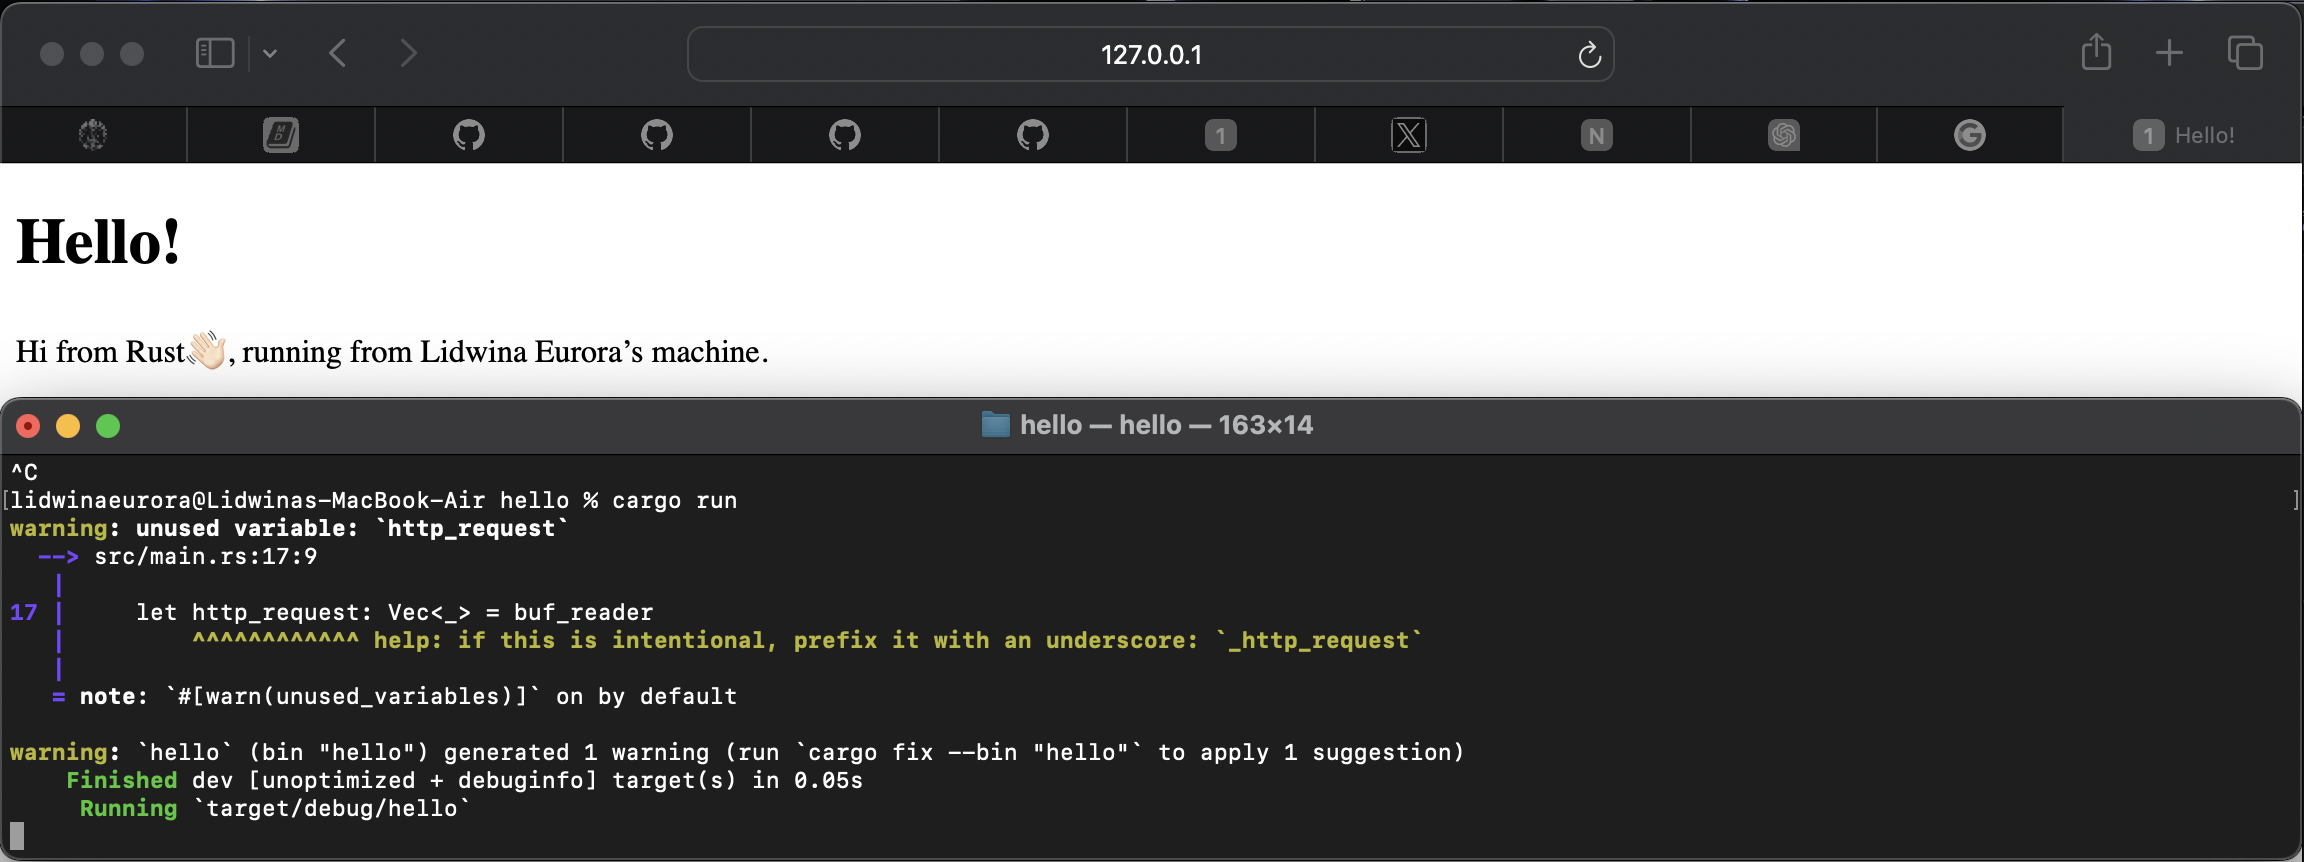 127.0.0.1
1
N
1 Hello!
Hello!
Hi from Rust👋🏻, running from Lidwina Eurora’s machine.
hello — hello — 163×14
^C
[lidwinaeurora@Lidwinas-MacBook-Air hello % cargo run ]
warning: unused variable: `http_request`
  --> src/main.rs:17:9
   |
17 |     let http_request: Vec<_> = buf_reader
   |         ^^^^^^^^^^^^ help: if this is intentional, prefix it with an underscore: `_http_request`
   |
   = note: `#[warn(unused_variables)]` on by default
warning: `hello` (bin "hello") generated 1 warning (run `cargo fix --bin "hello"` to apply 1 suggestion)
    Finished dev [unoptimized + debuginfo] target(s) in 0.05s
     Running `target/debug/hello`